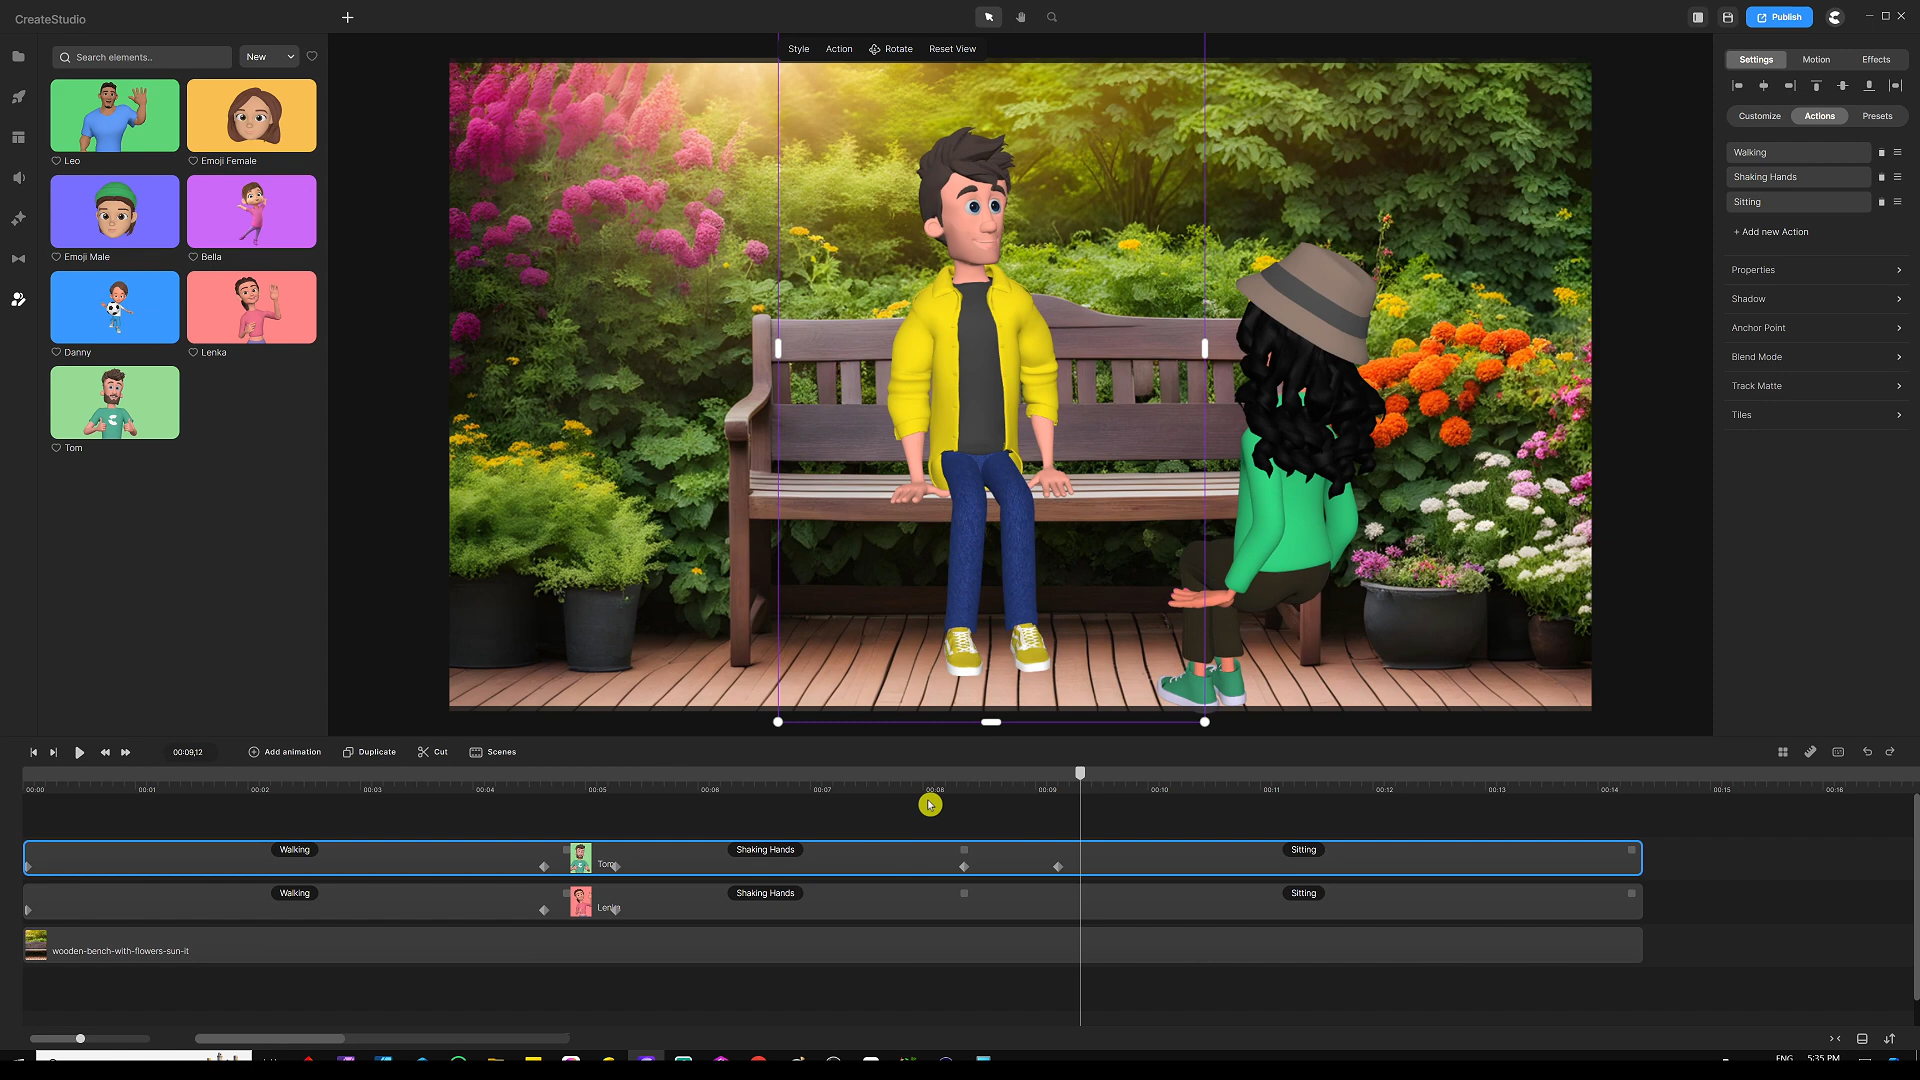 CreateStudio
Publish
Search elements..
New
Style
Action
Rotate
Reset View
Settings
Motion
Effects
Customize
Actions
Presets
Walking
Shaking Hands
Sitting
+ Add new Action
Properties
Shadow
Anchor Point
Blend Mode
Track Matte
Tiles
Leo
Emoji Female
Emoji Male
Bella
Danny
Lenka
Tom
00:09,12
Add animation
Duplicate
Cut
Scenes
00:00
00:01
00:02
00:03
00:04
00:05
00:06
00:07
00:08
00:09
00:10
00:11
00:12
00:13
00:14
00:15
00:16
Walking
Tom
Shaking Hands
Sitting
Walking
Lenka
Shaking Hands
Sitting
wooden-bench-with-flowers-sun-it
ENG
5:35 PM